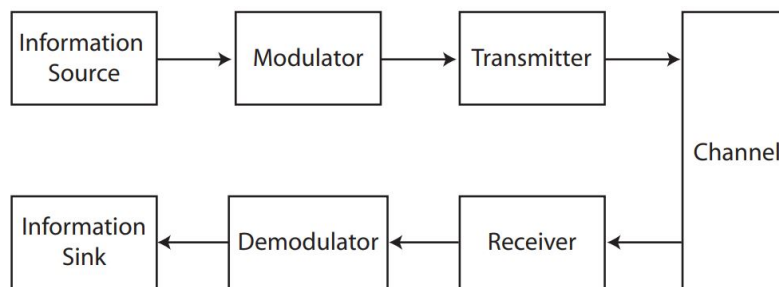 Information
Source
Modulator
Transmitter
Channel
Information
Sink
Demodulator
Receiver